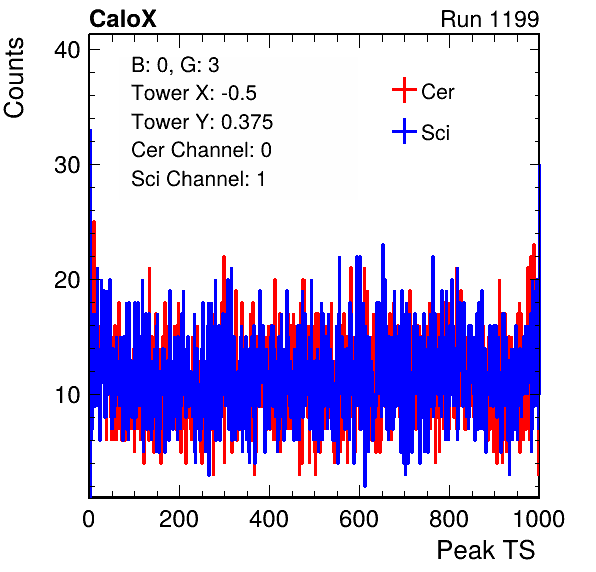 CaloX Run 1199
Counts
B: 0, G: 3
Tower X: -0.5
Tower Y: 0.375
Cer Channel: 0
Sci Channel: 1
Cer
Sci
40
30
20
10
0 200 400 600 800 1000
Peak TS